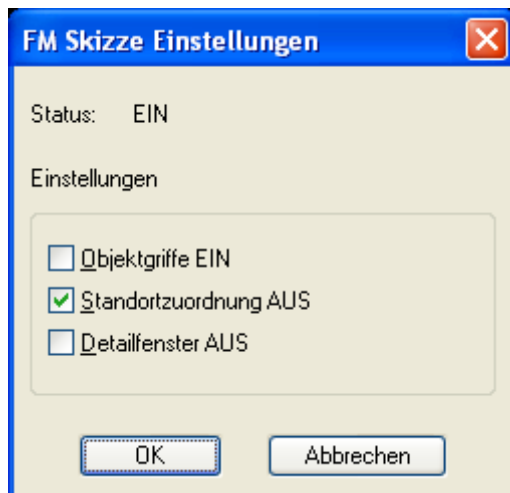 FM Skizze Einstellungen
Status: EIN
Einstellungen
Objektgriffe EIN
Standortzuordnung AUS
Detailfenster AUS
OK Abbrechen